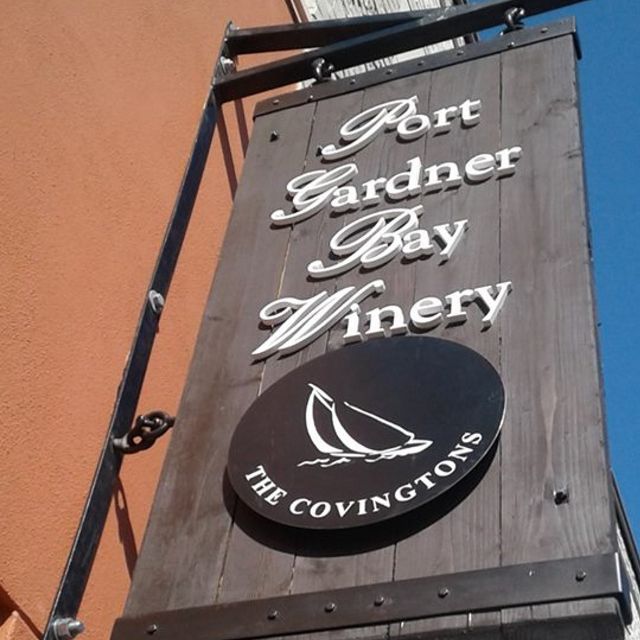 Port
Gardner
Bay
Winery
THE COVINGTONS